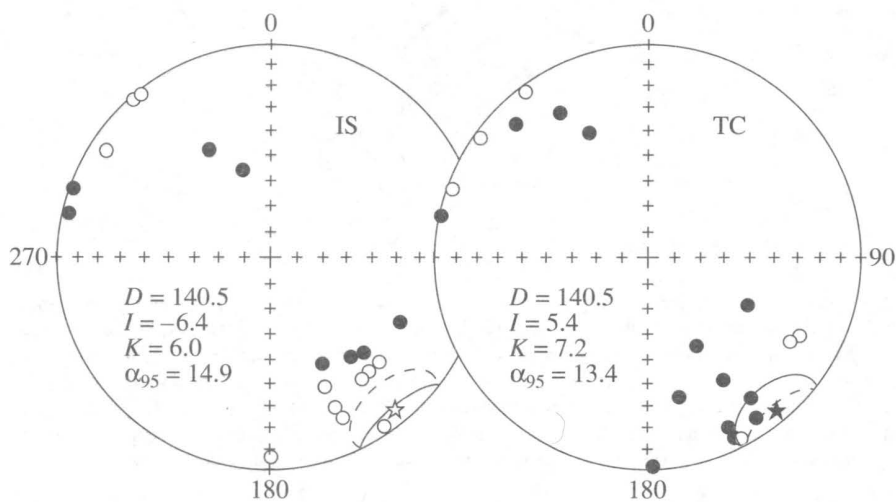 0
0
IS
TC
270
90
D = 140.5
I = −6.4
K = 6.0
α95 = 14.9
D = 140.5
I = 5.4
K = 7.2
α95 = 13.4
180
180